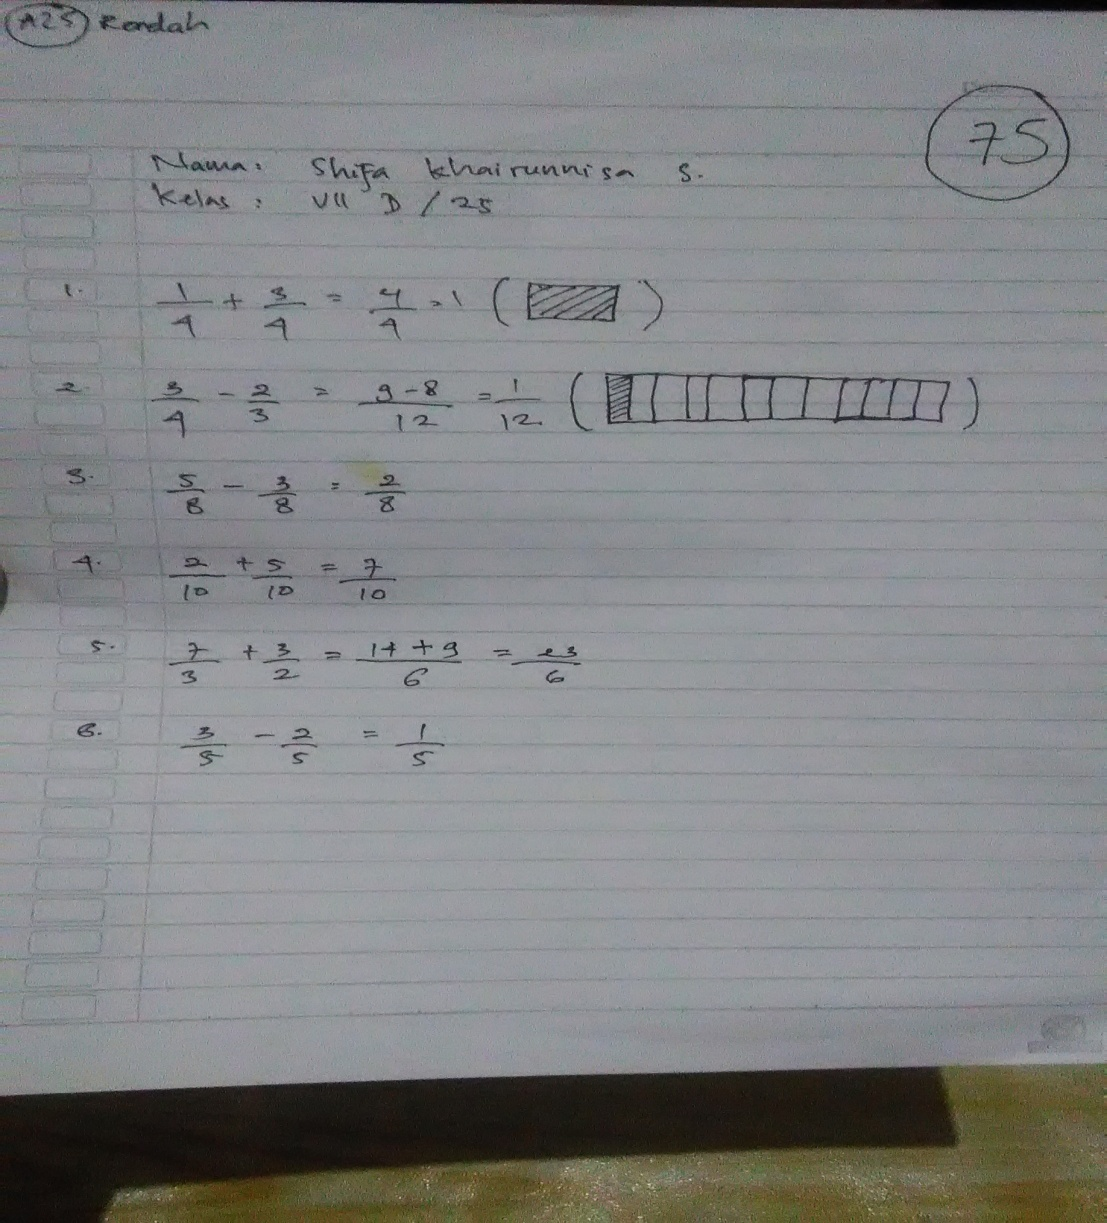 A25 Rendah
75
Nama : Shifa khairunnisa S.
Kelas : VII D / 25
1. 1/4 + 3/4 = 4/4 = 1 ( )
2. 3/4 - 2/3 = 9-8/12 = 1/12 ( )
3. 5/8 - 3/8 = 2/8
4. 2/10 + 5/10 = 7/10
5. 7/3 + 3/2 = 14+9/6 = 23/6
6. 3/5 - 2/5 = 1/5